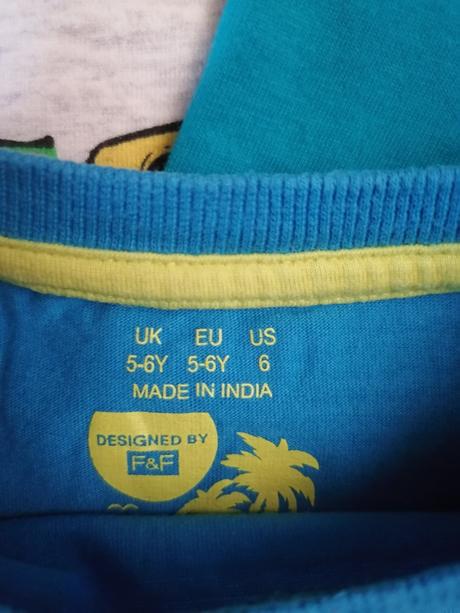 UK EU US
5-6Y 5-6Y 6
MADE IN INDIA
DESIGNED BY
F&F